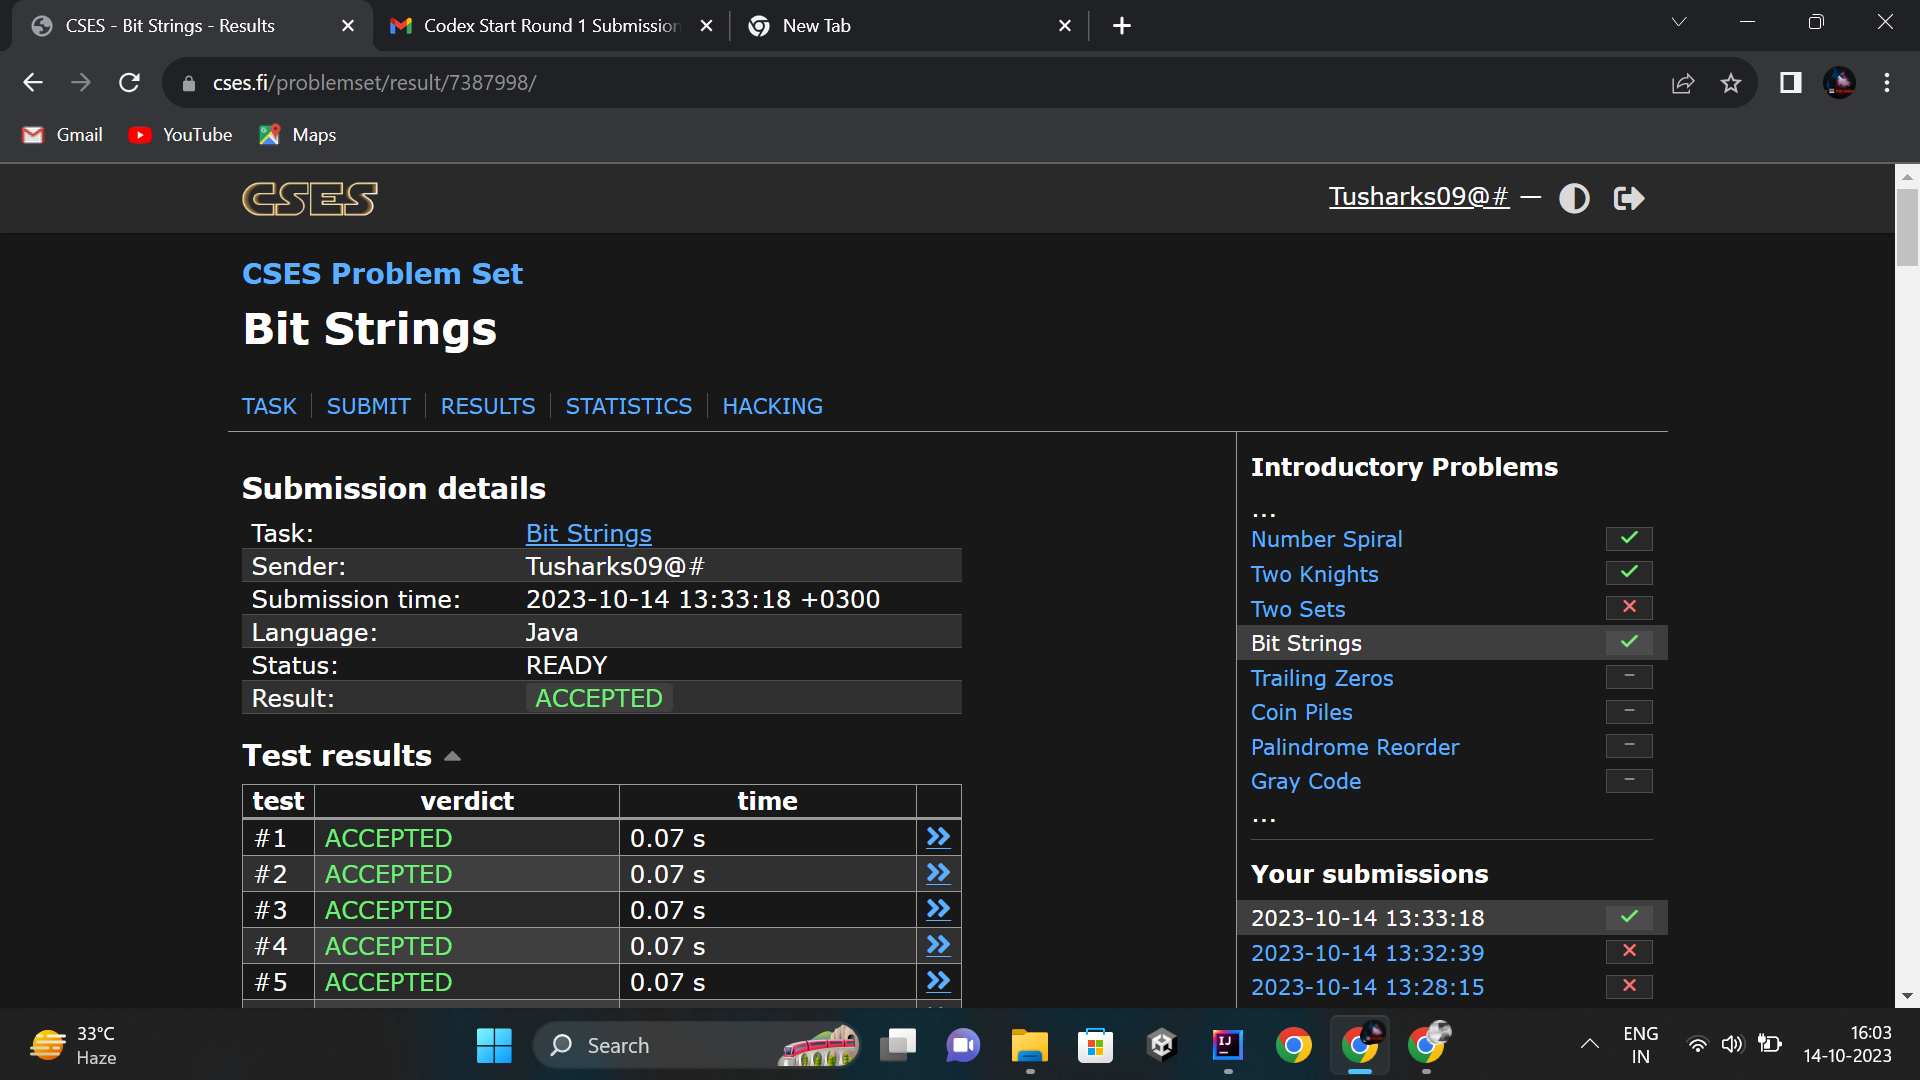 CSES - Bit Strings - Results
Codex Start Round 1 Submission
New Tab
cses.fi/problemset/result/7387998/
Gmail
YouTube
Maps
CSES
Tusharks09@# —
CSES Problem Set
Bit Strings
TASK
SUBMIT
RESULTS
STATISTICS
HACKING
Submission details
Task: Bit Strings
Sender: Tusharks09@#
Submission time: 2023-10-14 13:33:18 +0300
Language: Java
Status: READY
Result: ACCEPTED
Test results
test verdict time
#1 ACCEPTED 0.07 s »
#2 ACCEPTED 0.07 s »
#3 ACCEPTED 0.07 s »
#4 ACCEPTED 0.07 s »
#5 ACCEPTED 0.07 s »
Introductory Problems
...
Number Spiral
Two Knights
Two Sets
Bit Strings
Trailing Zeros –
Coin Piles –
Palindrome Reorder –
Gray Code –
...
Your submissions
2023-10-14 13:33:18
2023-10-14 13:32:39
2023-10-14 13:28:15
33°C
Haze
Search
IJ
ENG
IN
16:03
14-10-2023